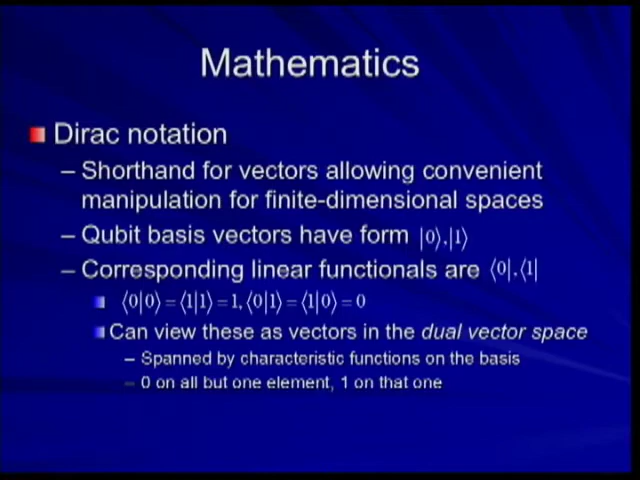 Mathematics
Dirac notation
– Shorthand for vectors allowing convenient
manipulation for finite-dimensional spaces
– Qubit basis vectors have form |0⟩,|1⟩
– Corresponding linear functionals are ⟨0|,⟨1|
⟨0|0⟩ = ⟨1|1⟩ = 1, ⟨0|1⟩ = ⟨1|0⟩ = 0
Can view these as vectors in the dual vector space
– Spanned by characteristic functions on the basis
– 0 on all but one element, 1 on that one